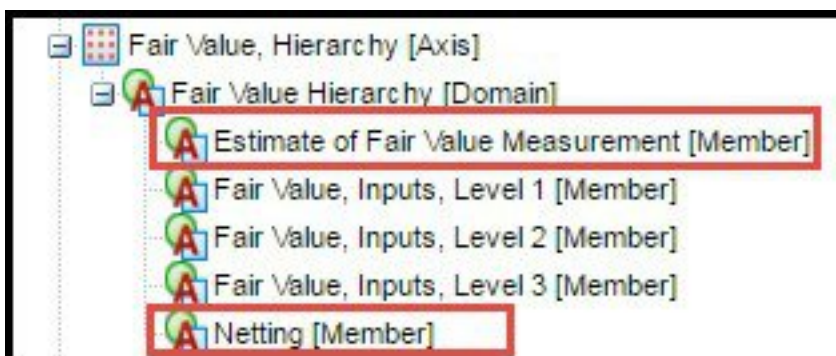 Fair Value, Hierarchy [Axis]
Fair Value Hierarchy [Domain]
Estimate of Fair Value Measurement [Member]
Fair Value, Inputs, Level 1 [Member]
Fair Value, Inputs, Level 2 [Member]
Fair Value, Inputs, Level 3 [Member]
Netting [Member]